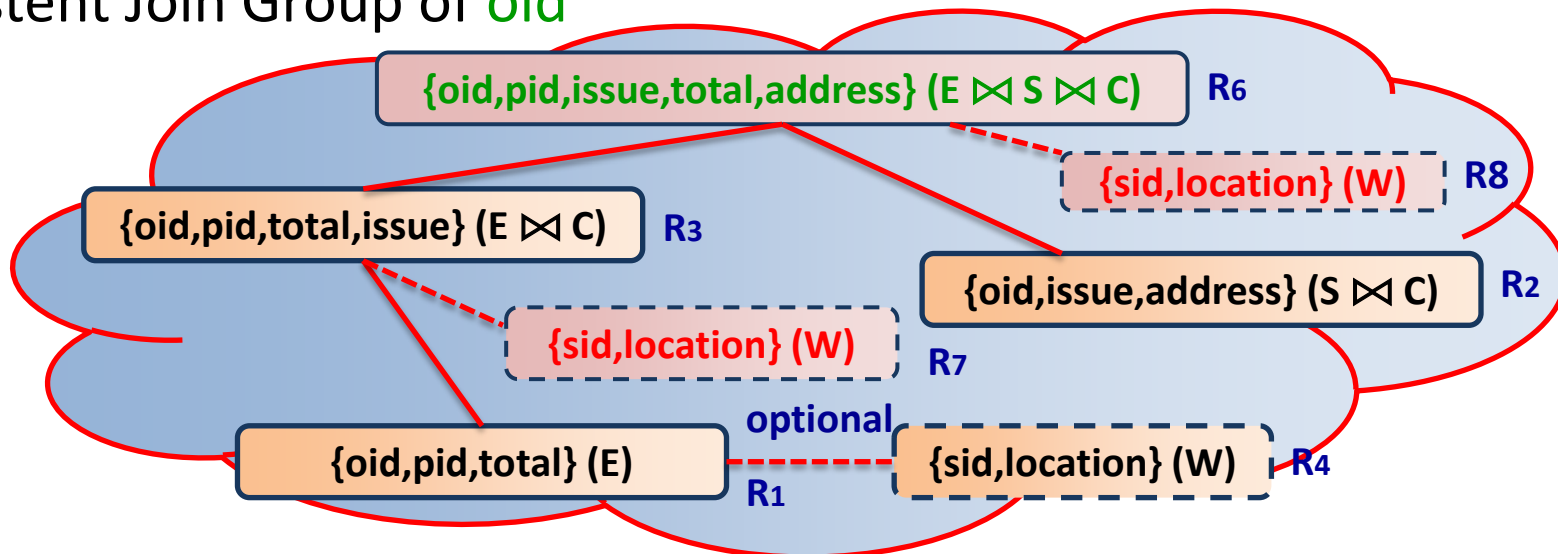 Join Group of oid
{oid,pid,issue,total,address} (E ⋈ S ⋈ C) R6
{sid,location} (W) R8
{oid,pid,total,issue} (E ⋈ C) R3
{oid,issue,address} (S ⋈ C) R2
{sid,location} (W) R7
optional
{oid,pid,total} (E) R1
{sid,location} (W) R4